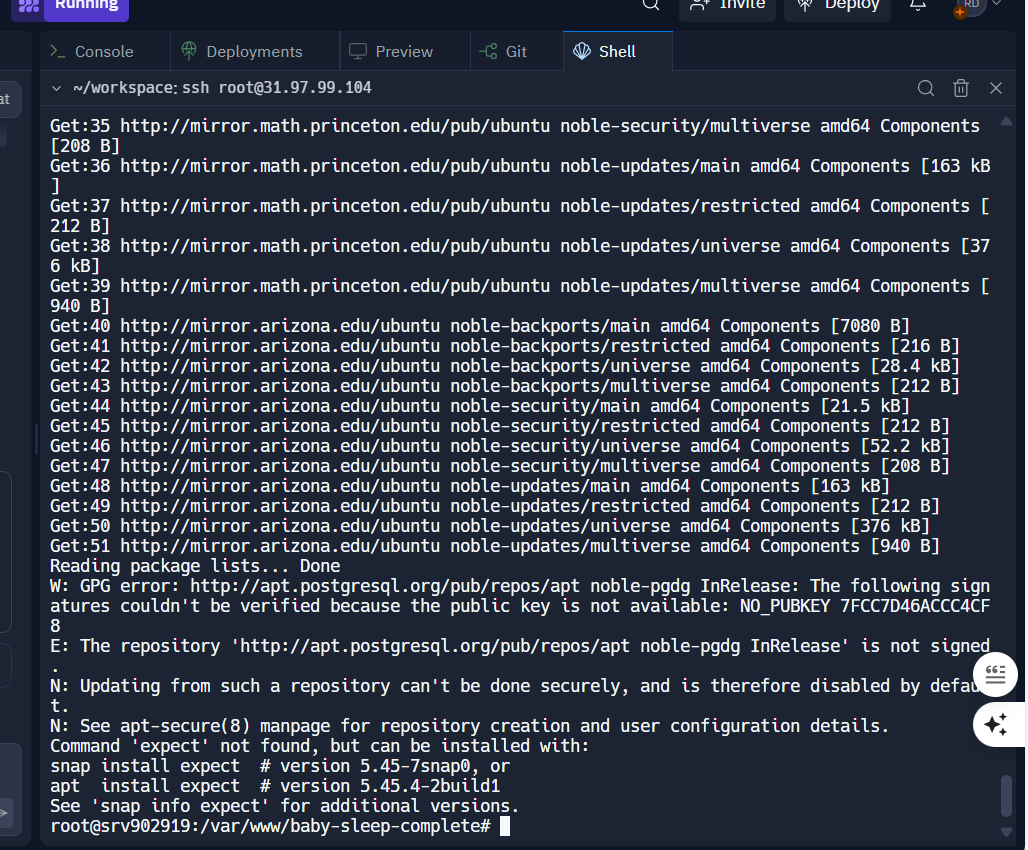 Running
Invite
Deploy
RD
Console
Deployments
Preview
Git
Shell
at
~/workspace: ssh root@31.97.99.104
Get:35 http://mirror.math.princeton.edu/pub/ubuntu noble-security/multiverse amd64 Components
[208 B]
Get:36 http://mirror.math.princeton.edu/pub/ubuntu noble-updates/main amd64 Components [163 kB
]
Get:37 http://mirror.math.princeton.edu/pub/ubuntu noble-updates/restricted amd64 Components [
212 B]
Get:38 http://mirror.math.princeton.edu/pub/ubuntu noble-updates/universe amd64 Components [37
6 kB]
Get:39 http://mirror.math.princeton.edu/pub/ubuntu noble-updates/multiverse amd64 Components [
940 B]
Get:40 http://mirror.arizona.edu/ubuntu noble-backports/main amd64 Components [7080 B]
Get:41 http://mirror.arizona.edu/ubuntu noble-backports/restricted amd64 Components [216 B]
Get:42 http://mirror.arizona.edu/ubuntu noble-backports/universe amd64 Components [28.4 kB]
Get:43 http://mirror.arizona.edu/ubuntu noble-backports/multiverse amd64 Components [212 B]
Get:44 http://mirror.arizona.edu/ubuntu noble-security/main amd64 Components [21.5 kB]
Get:45 http://mirror.arizona.edu/ubuntu noble-security/restricted amd64 Components [212 B]
Get:46 http://mirror.arizona.edu/ubuntu noble-security/universe amd64 Components [52.2 kB]
Get:47 http://mirror.arizona.edu/ubuntu noble-security/multiverse amd64 Components [208 B]
Get:48 http://mirror.arizona.edu/ubuntu noble-updates/main amd64 Components [163 kB]
Get:49 http://mirror.arizona.edu/ubuntu noble-updates/restricted amd64 Components [212 B]
Get:50 http://mirror.arizona.edu/ubuntu noble-updates/universe amd64 Components [376 kB]
Get:51 http://mirror.arizona.edu/ubuntu noble-updates/multiverse amd64 Components [940 B]
Reading package lists... Done
W: GPG error: http://apt.postgresql.org/pub/repos/apt noble-pgdg InRelease: The following sign
atures couldn't be verified because the public key is not available: NO_PUBKEY 7FCC7D46ACCC4CF
8
E: The repository 'http://apt.postgresql.org/pub/repos/apt noble-pgdg InRelease' is not signed
.
N: Updating from such a repository can't be done securely, and is therefore disabled by defau
t.
N: See apt-secure(8) manpage for repository creation and user configuration details.
Command 'expect' not found, but can be installed with:
snap install expect  # version 5.45-7snap0, or
apt  install expect  # version 5.45.4-2build1
See 'snap info expect' for additional versions.
root@srv902919:/var/www/baby-sleep-complete#